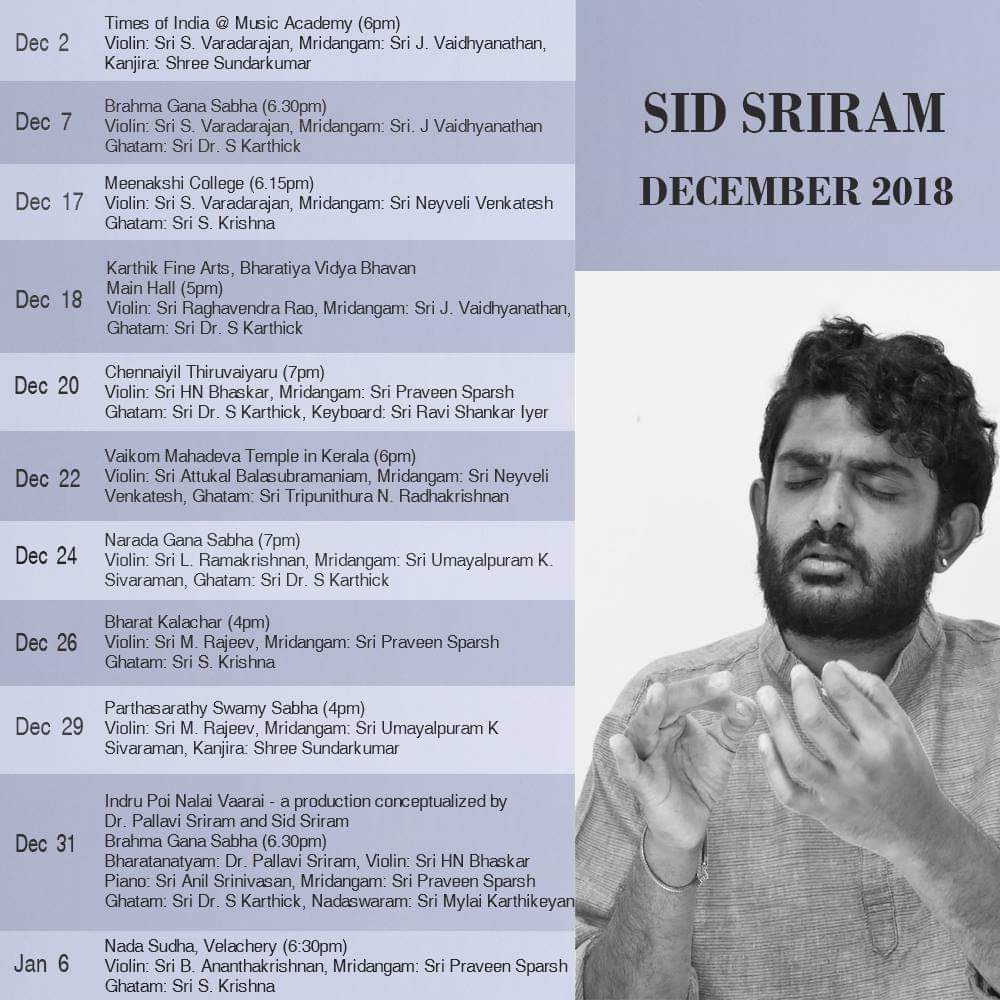 SID SRIRAM
DECEMBER 2018
Dec 2
Times of India @ Music Academy (6pm)
Violin: Sri S. Varadarajan, Mridangam: Sri J. Vaidhyanathan,
Kanjira: Shree Sundarkumar
Dec 7
Brahma Gana Sabha (6.30pm)
Violin: Sri S. Varadarajan, Mridangam: Sri. J Vaidhyanathan
Ghatam: Sri Dr. S Karthick
Dec 17
Meenakshi College (6.15pm)
Violin: Sri S. Varadarajan, Mridangam: Sri Neyveli Venkatesh
Ghatam: Sri S. Krishna
Dec 18
Karthik Fine Arts, Bharatiya Vidya Bhavan
Main Hall (5pm)
Violin: Sri Raghavendra Rao, Mridangam: Sri J. Vaidhyanathan,
Ghatam: Sri Dr. S Karthick
Dec 20
Chennaiyil Thiruvaiyaru (7pm)
Violin: Sri HN Bhaskar, Mridangam: Sri Praveen Sparsh
Ghatam: Sri Dr. S Karthick, Keyboard: Sri Ravi Shankar Iyer
Dec 22
Vaikom Mahadeva Temple in Kerala (6pm)
Violin: Sri Attukal Balasubramaniam, Mridangam: Sri Neyveli
Venkatesh, Ghatam: Sri Tripunithura N. Radhakrishnan
Dec 24
Narada Gana Sabha (7pm)
Violin: Sri L. Ramakrishnan, Mridangam: Sri Umayalpuram K.
Sivaraman, Ghatam: Sri Dr. S Karthick
Dec 26
Bharat Kalachar (4pm)
Violin: Sri M. Rajeev, Mridangam: Sri Praveen Sparsh
Ghatam: Sri S. Krishna
Dec 29
Parthasarathy Swamy Sabha (4pm)
Violin: Sri M. Rajeev, Mridangam: Sri Umayalpuram K
Sivaraman, Kanjira: Shree Sundarkumar
Dec 31
Indru Poi Nalai Vaarai - a production conceptualized by
Dr. Pallavi Sriram and Sid Sriram
Brahma Gana Sabha (6.30pm)
Bharatanatyam: Dr. Pallavi Sriram, Violin: Sri HN Bhaskar
Piano: Sri Anil Srinivasan, Mridangam: Sri Praveen Sparsh
Ghatam: Sri Dr. S Karthick, Nadaswaram: Sri Mylai Karthikeyan
Jan 6
Nada Sudha, Velachery (6:30pm)
Violin: Sri B. Ananthakrishnan, Mridangam: Sri Praveen Sparsh
Ghatam: Sri S. Krishna